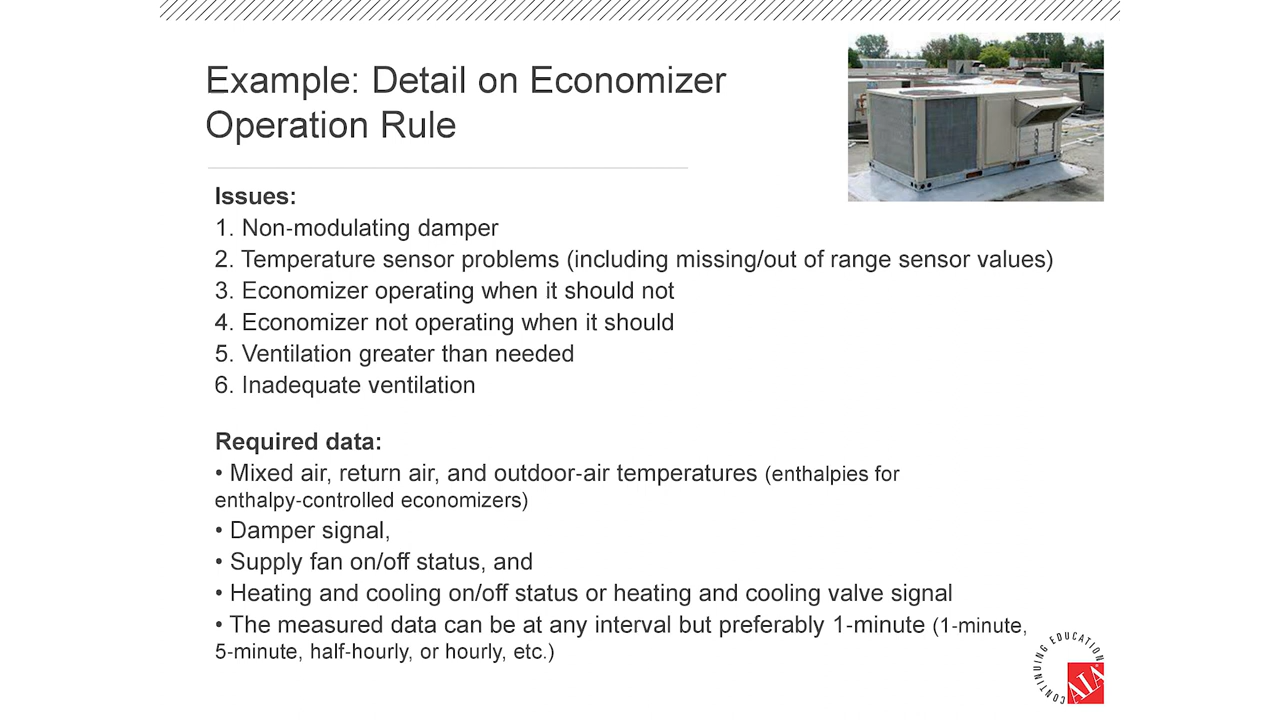 Example: Detail on Economizer
Operation Rule
Issues:
1. Non-modulating damper
2. Temperature sensor problems (including missing/out of range sensor values)
3. Economizer operating when it should not
4. Economizer not operating when it should
5. Ventilation greater than needed
6. Inadequate ventilation
Required data:
• Mixed air, return air, and outdoor-air temperatures (enthalpies for
enthalpy-controlled economizers)
• Damper signal,
• Supply fan on/off status, and
• Heating and cooling on/off status or heating and cooling valve signal
• The measured data can be at any interval but preferably 1-minute (1-minute,
5-minute, half-hourly, or hourly, etc.)
CONTINUING EDUCATION
AIA